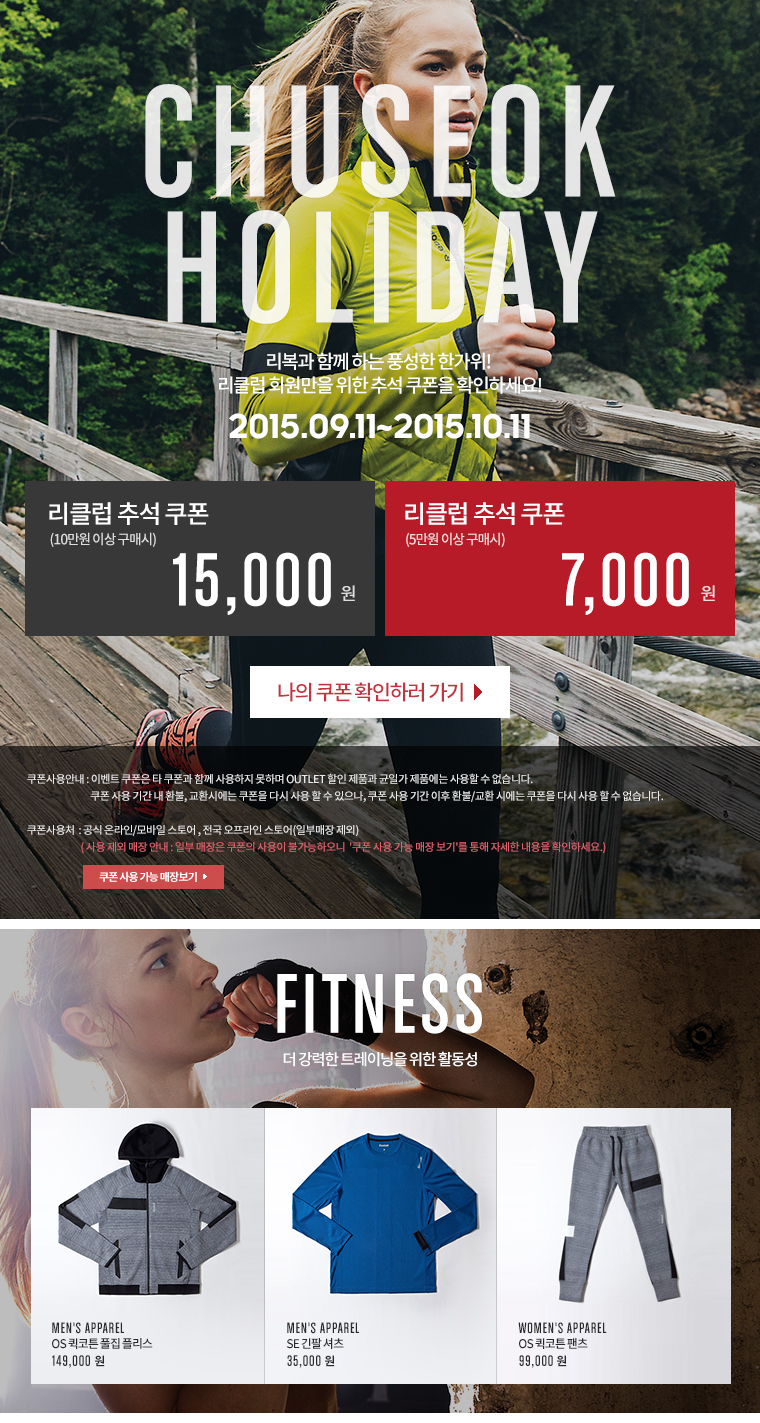 CHUSEOK
HOLIDAY
리복과 함께 하는 풍성한 한가위!
리클럽 회원만을 위한 추석 쿠폰을 확인하세요!
2015.09.11~2015.10.11
리클럽 추석 쿠폰
(10만원 이상 구매시)
15,000 원
리클럽 추석 쿠폰
(5만원 이상 구매시)
7,000 원
나의 쿠폰 확인하러 가기
쿠폰사용안내 : 이벤트 쿠폰은 타 쿠폰과 함께 사용하지 못하며 OUTLET 할인 제품과 균일가 제품에는 사용할 수 없습니다.
쿠폰 사용 기간 내 환불, 교환시에는 쿠폰을 다시 사용 할 수 있으나, 쿠폰 사용 기간 이후 환불/교환 시에는 쿠폰을 다시 사용 할 수 없습니다.
쿠폰사용처 : 공식 온라인/모바일 스토어 , 전국 오프라인 스토어(일부매장 제외)
( 사용 제외 매장 안내 : 일부 매장은 쿠폰의 사용이 불가능하오니 '쿠폰 사용 가능 매장 보기'를 통해 자세한 내용을 확인하세요.)
쿠폰 사용 가능 매장보기
FITNESS
더 강력한 트레이닝을 위한 활동성
MEN'S APPAREL
OS 퀵코튼 풀집 플리스
149,000 원
MEN'S APPAREL
SE 긴팔 셔츠
35,000 원
WOMEN'S APPAREL
OS 퀵코튼 팬츠
99,000 원